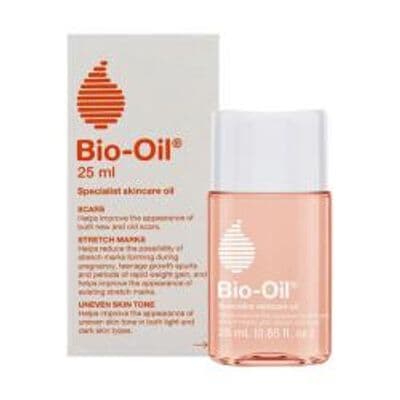 Bio-Oil®
25 ml
Specialist skincare oil
SCARS
Helps improve the appearance of
both new and old scars.
STRETCH MARKS
Helps reduce the possibility of
stretch marks forming during
pregnancy, teenage growth spurts
and periods of rapid weight gain, and
helps improve the appearance of
existing stretch marks.
UNEVEN SKIN TONE
Helps improve the appearance of
uneven skin tone in both light and
dark skin types.
Bio-Oil®
Specialist skincare oil
25 mL (0.85 fl. oz.)